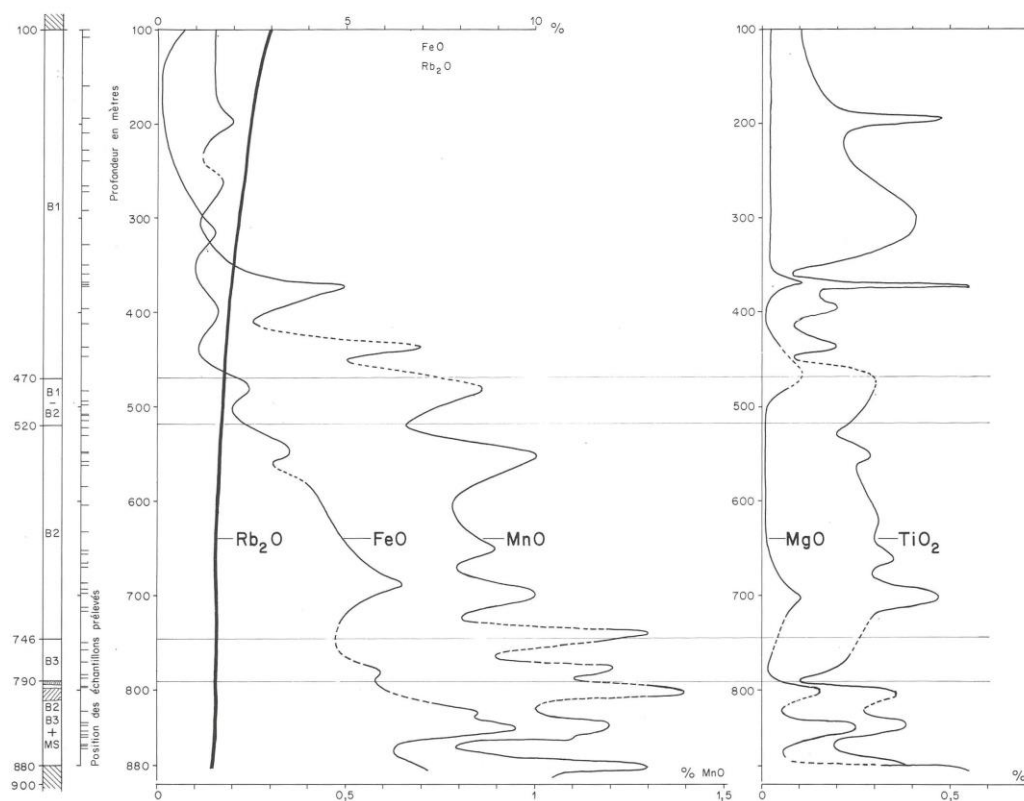 0 5 10 %
FeO
Rb₂O
100
470
520
746
790
880
900
B1
B1
–
B2
B2
B3
B2
B3
+
MS
Position des échantillons prélevés
Profondeur en mètres
100
200
300
400
500
600
700
800
880
Rb₂O
FeO
MnO
0 0,5 1 % MnO 1,5
100
200
300
400
500
600
700
800
880
MgO
TiO₂
0 0,5 %